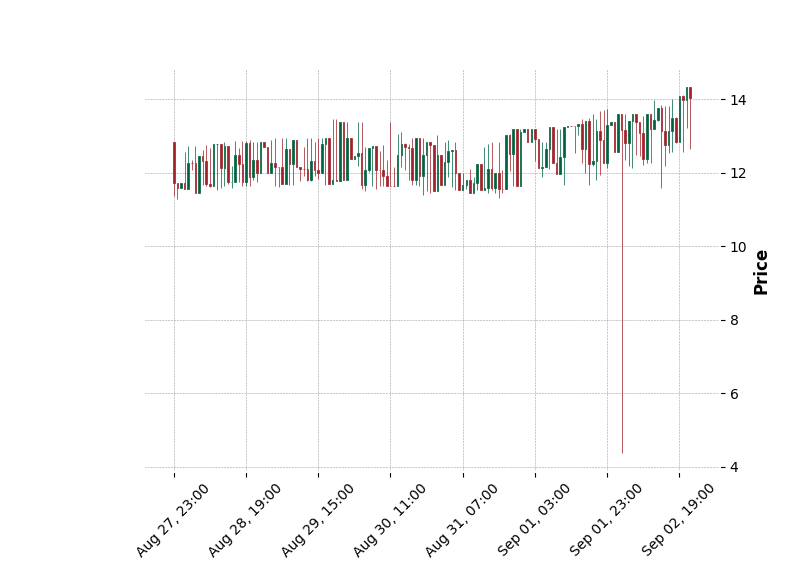 14
12
10
8
6
4
Price
Aug 27, 23:00
Aug 28, 19:00
Aug 29, 15:00
Aug 30, 11:00
Aug 31, 07:00
Sep 01, 03:00
Sep 01, 23:00
Sep 02, 19:00